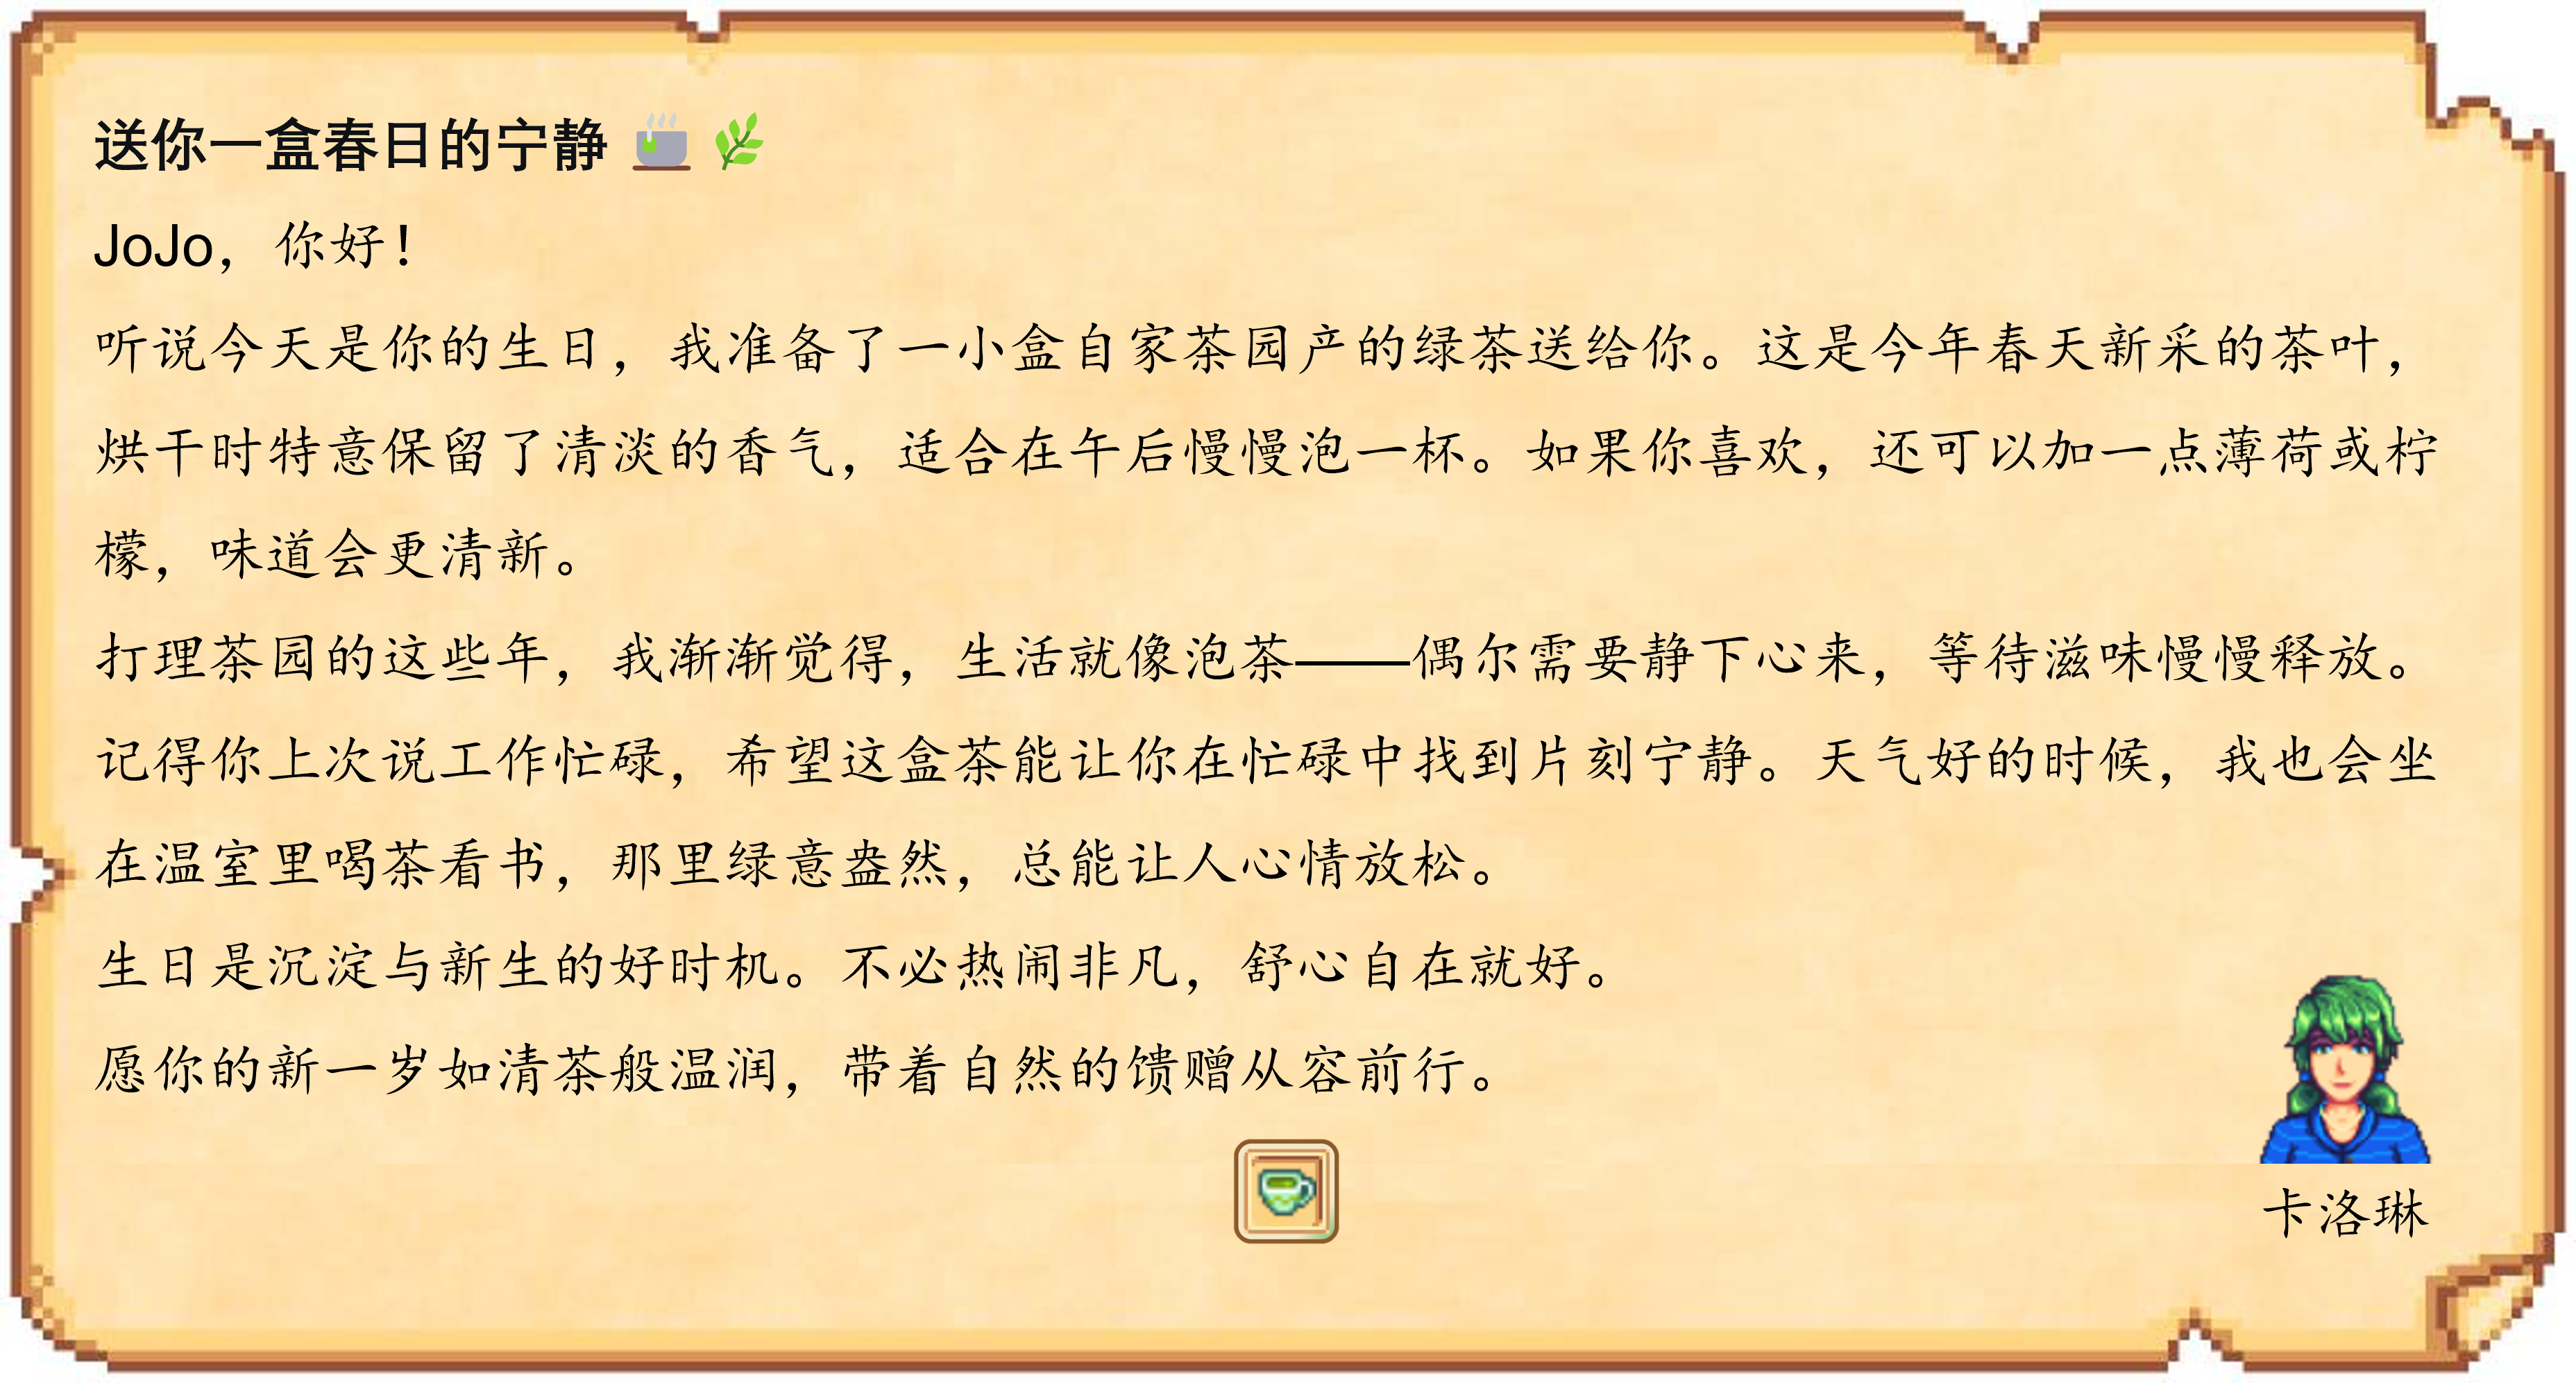 送你一盒春日的宁静 🍵 🌿
JoJo，你好！
听说今天是你的生日，我准备了一小盒自家茶园产的绿茶送给你。这是今年春天新采的茶叶，
烘干时特意保留了清淡的香气，适合在午后慢慢泡一杯。如果你喜欢，还可以加一点薄荷或柠
檬，味道会更清新。
打理茶园的这些年，我渐渐觉得，生活就像泡茶——偶尔需要静下心来，等待滋味慢慢释放。
记得你上次说工作忙碌，希望这盒茶能让你在忙碌中找到片刻宁静。天气好的时候，我也会坐
在温室里喝茶看书，那里绿意盎然，总能让人心情放松。
生日是沉淀与新生的好时机。不必热闹非凡，舒心自在就好。
愿你的新一岁如清茶般温润，带着自然的馈赠从容前行。
卡洛琳